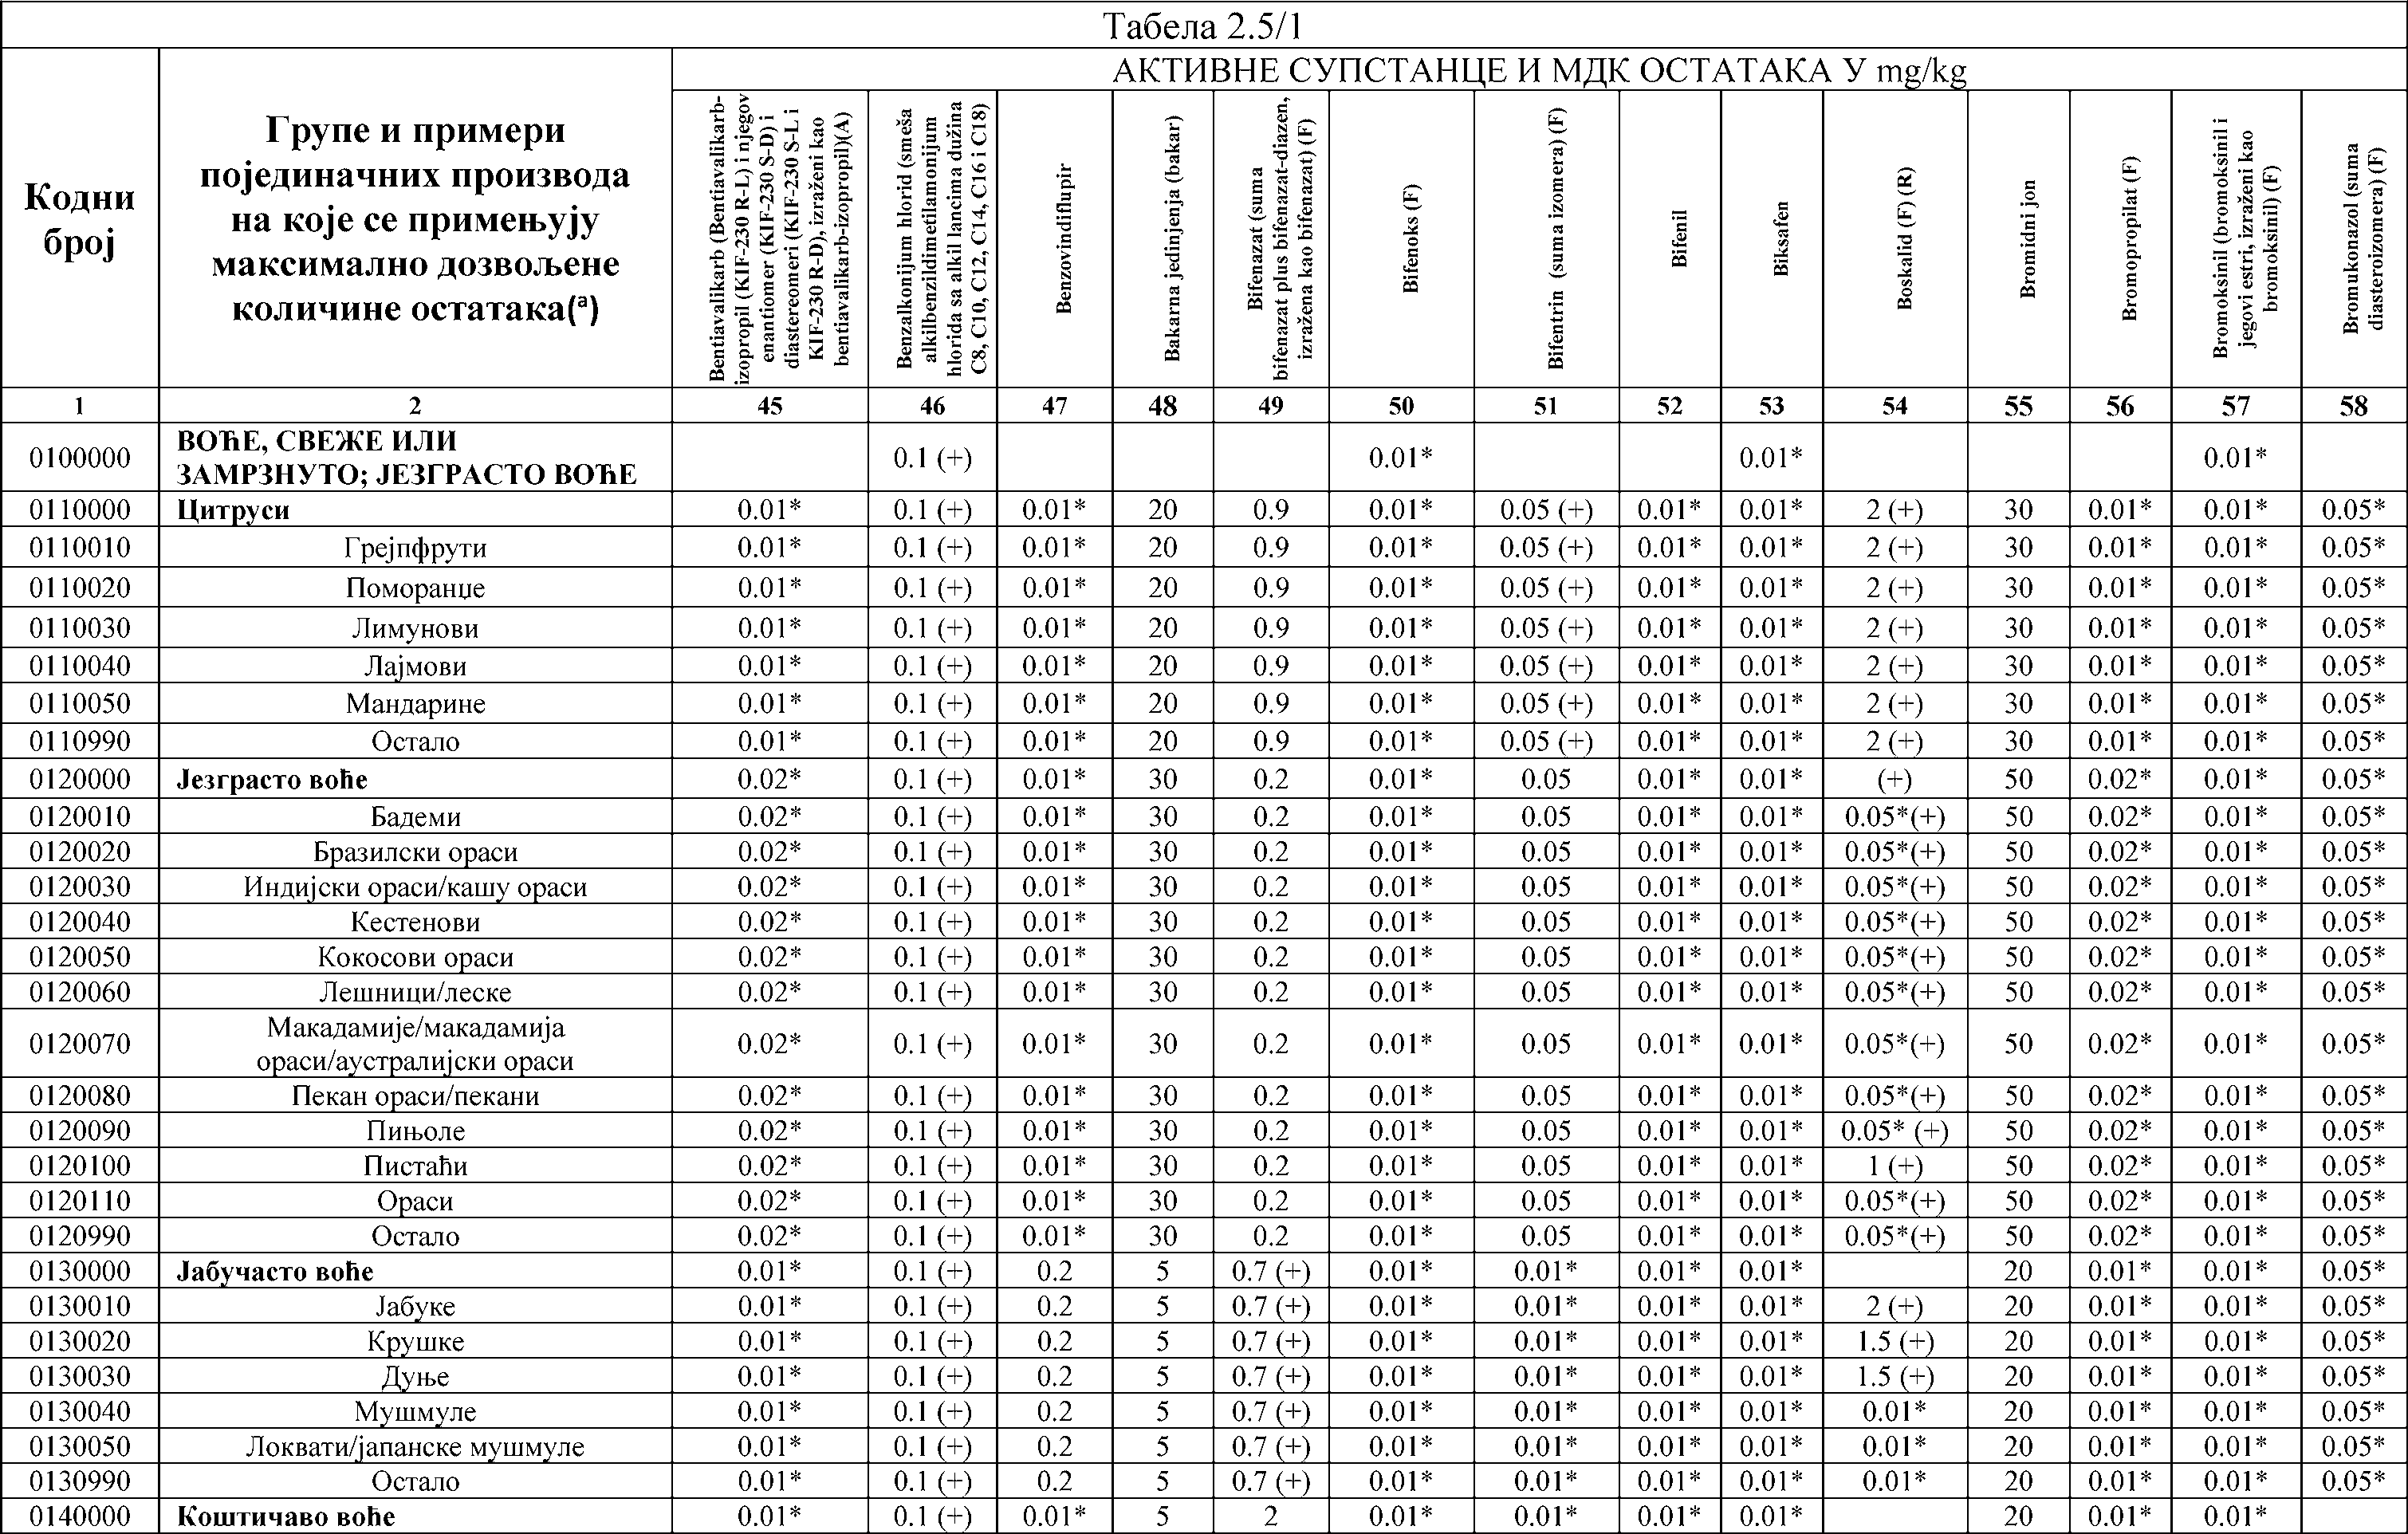 Табела 2.5/1
АКТИВНЕ СУПСТАНЦЕ И МДК ОСТАТАКА У mg/kg
Кодни
број
Групе и примери
појединачних производа
на које се примењују
максимално дозвољене
количине остатака(ᵃ)
Bentiavalikarb (Bentiavalikarb-
izopropil (KIF-230 R-L) i njegov
enantiomer (KIF-230 S-D) i
diastereomeri (KIF-230 S-L i
KIF-230 R-D), izraženi kao
bentiavalikarb-izopropil)(A)
Benzalkonijum hlorid (smeša
alkilbenzildimetilamonijum
hlorida sa alkil lancima dužina
C8, C10, C12, C14, C16 i C18)
Benzovindiflupir
Bakarna jedinjenja (bakar)
Bifenazat (suma
bifenazat plus bifenazat-diazen,
izražena kao bifenazat) (F)
Bifenoks (F)
Bifentrin (suma izomera) (F)
Bifenil
Biksafen
Boskalid (F) (R)
Bromidni jon
Bromopropilat (F)
Bromoksinil (bromoksinil i
jegovi estri, izraženi kao
bromoksinil) (F)
Bromukonazol (suma
diasteroizomera) (F)
1 2 45 46 47 48 49 50 51 52 53 54 55 56 57 58
0100000 ВОЋЕ, СВЕЖЕ ИЛИ
ЗАМРЗНУТО; ЈЕЗГРАСТО ВОЋЕ 0.1 (+) 0.01* 0.01* 0.01*
0110000 Цитруси 0.01* 0.1 (+) 0.01* 20 0.9 0.01* 0.05 (+) 0.01* 0.01* 2 (+) 30 0.01* 0.01* 0.05*
0110010 Грејпфрути 0.01* 0.1 (+) 0.01* 20 0.9 0.01* 0.05 (+) 0.01* 0.01* 2 (+) 30 0.01* 0.01* 0.05*
0110020 Поморанџе 0.01* 0.1 (+) 0.01* 20 0.9 0.01* 0.05 (+) 0.01* 0.01* 2 (+) 30 0.01* 0.01* 0.05*
0110030 Лимунови 0.01* 0.1 (+) 0.01* 20 0.9 0.01* 0.05 (+) 0.01* 0.01* 2 (+) 30 0.01* 0.01* 0.05*
0110040 Лајмови 0.01* 0.1 (+) 0.01* 20 0.9 0.01* 0.05 (+) 0.01* 0.01* 2 (+) 30 0.01* 0.01* 0.05*
0110050 Мандарине 0.01* 0.1 (+) 0.01* 20 0.9 0.01* 0.05 (+) 0.01* 0.01* 2 (+) 30 0.01* 0.01* 0.05*
0110990 Остало 0.01* 0.1 (+) 0.01* 20 0.9 0.01* 0.05 (+) 0.01* 0.01* 2 (+) 30 0.01* 0.01* 0.05*
0120000 Језграсто воће 0.02* 0.1 (+) 0.01* 30 0.2 0.01* 0.05 0.01* 0.01* (+) 50 0.02* 0.01* 0.05*
0120010 Бадеми 0.02* 0.1 (+) 0.01* 30 0.2 0.01* 0.05 0.01* 0.01* 0.05*(+) 50 0.02* 0.01* 0.05*
0120020 Бразилски ораси 0.02* 0.1 (+) 0.01* 30 0.2 0.01* 0.05 0.01* 0.01* 0.05*(+) 50 0.02* 0.01* 0.05*
0120030 Индијски ораси/кашу ораси 0.02* 0.1 (+) 0.01* 30 0.2 0.01* 0.05 0.01* 0.01* 0.05*(+) 50 0.02* 0.01* 0.05*
0120040 Кестенови 0.02* 0.1 (+) 0.01* 30 0.2 0.01* 0.05 0.01* 0.01* 0.05*(+) 50 0.02* 0.01* 0.05*
0120050 Кокосови ораси 0.02* 0.1 (+) 0.01* 30 0.2 0.01* 0.05 0.01* 0.01* 0.05*(+) 50 0.02* 0.01* 0.05*
0120060 Лешници/леске 0.02* 0.1 (+) 0.01* 30 0.2 0.01* 0.05 0.01* 0.01* 0.05*(+) 50 0.02* 0.01* 0.05*
0120070 Макадамије/макадамија
ораси/аустралијски ораси 0.02* 0.1 (+) 0.01* 30 0.2 0.01* 0.05 0.01* 0.01* 0.05*(+) 50 0.02* 0.01* 0.05*
0120080 Пекан ораси/пекани 0.02* 0.1 (+) 0.01* 30 0.2 0.01* 0.05 0.01* 0.01* 0.05*(+) 50 0.02* 0.01* 0.05*
0120090 Пињоле 0.02* 0.1 (+) 0.01* 30 0.2 0.01* 0.05 0.01* 0.01* 0.05* (+) 50 0.02* 0.01* 0.05*
0120100 Пистаћи 0.02* 0.1 (+) 0.01* 30 0.2 0.01* 0.05 0.01* 0.01* 1 (+) 50 0.02* 0.01* 0.05*
0120110 Ораси 0.02* 0.1 (+) 0.01* 30 0.2 0.01* 0.05 0.01* 0.01* 0.05*(+) 50 0.02* 0.01* 0.05*
0120990 Остало 0.02* 0.1 (+) 0.01* 30 0.2 0.01* 0.05 0.01* 0.01* 0.05*(+) 50 0.02* 0.01* 0.05*
0130000 Јабучасто воће 0.01* 0.1 (+) 0.2 5 0.7 (+) 0.01* 0.01* 0.01* 0.01* 20 0.01* 0.01* 0.05*
0130010 Јабуке 0.01* 0.1 (+) 0.2 5 0.7 (+) 0.01* 0.01* 0.01* 0.01* 2 (+) 20 0.01* 0.01* 0.05*
0130020 Крушке 0.01* 0.1 (+) 0.2 5 0.7 (+) 0.01* 0.01* 0.01* 0.01* 1.5 (+) 20 0.01* 0.01* 0.05*
0130030 Дуње 0.01* 0.1 (+) 0.2 5 0.7 (+) 0.01* 0.01* 0.01* 0.01* 1.5 (+) 20 0.01* 0.01* 0.05*
0130040 Мушмуле 0.01* 0.1 (+) 0.2 5 0.7 (+) 0.01* 0.01* 0.01* 0.01* 0.01* 20 0.01* 0.01* 0.05*
0130050 Локвати/јапанске мушмуле 0.01* 0.1 (+) 0.2 5 0.7 (+) 0.01* 0.01* 0.01* 0.01* 0.01* 20 0.01* 0.01* 0.05*
0130990 Остало 0.01* 0.1 (+) 0.2 5 0.7 (+) 0.01* 0.01* 0.01* 0.01* 0.01* 20 0.01* 0.01* 0.05*
0140000 Коштичаво воће 0.01* 0.1 (+) 0.01* 5 2 0.01* 0.01* 0.01* 0.01* 20 0.01* 0.01*